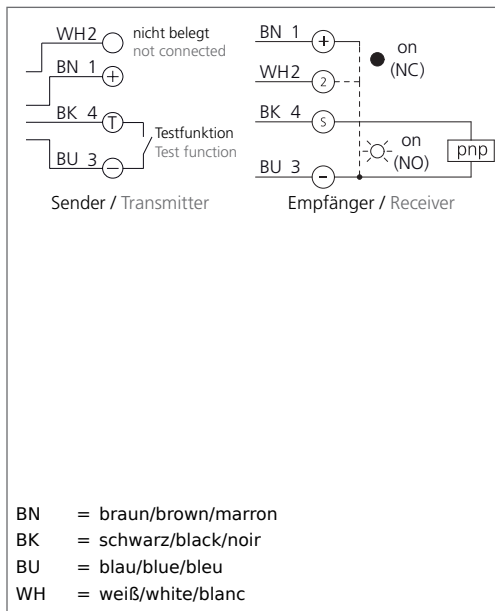 WH2 nicht belegt
not connected
BN 1 +
BK 4 T
Testfunktion
Test function
BU 3 −
Sender / Transmitter
BN 1 +
on
(NC)
WH2 2
BK 4 S
on
(NO)
pnp
BU 3 -
Empfänger / Receiver
BN = braun/brown/marron
BK = schwarz/black/noir
BU = blau/blue/bleu
WH = weiß/white/blanc